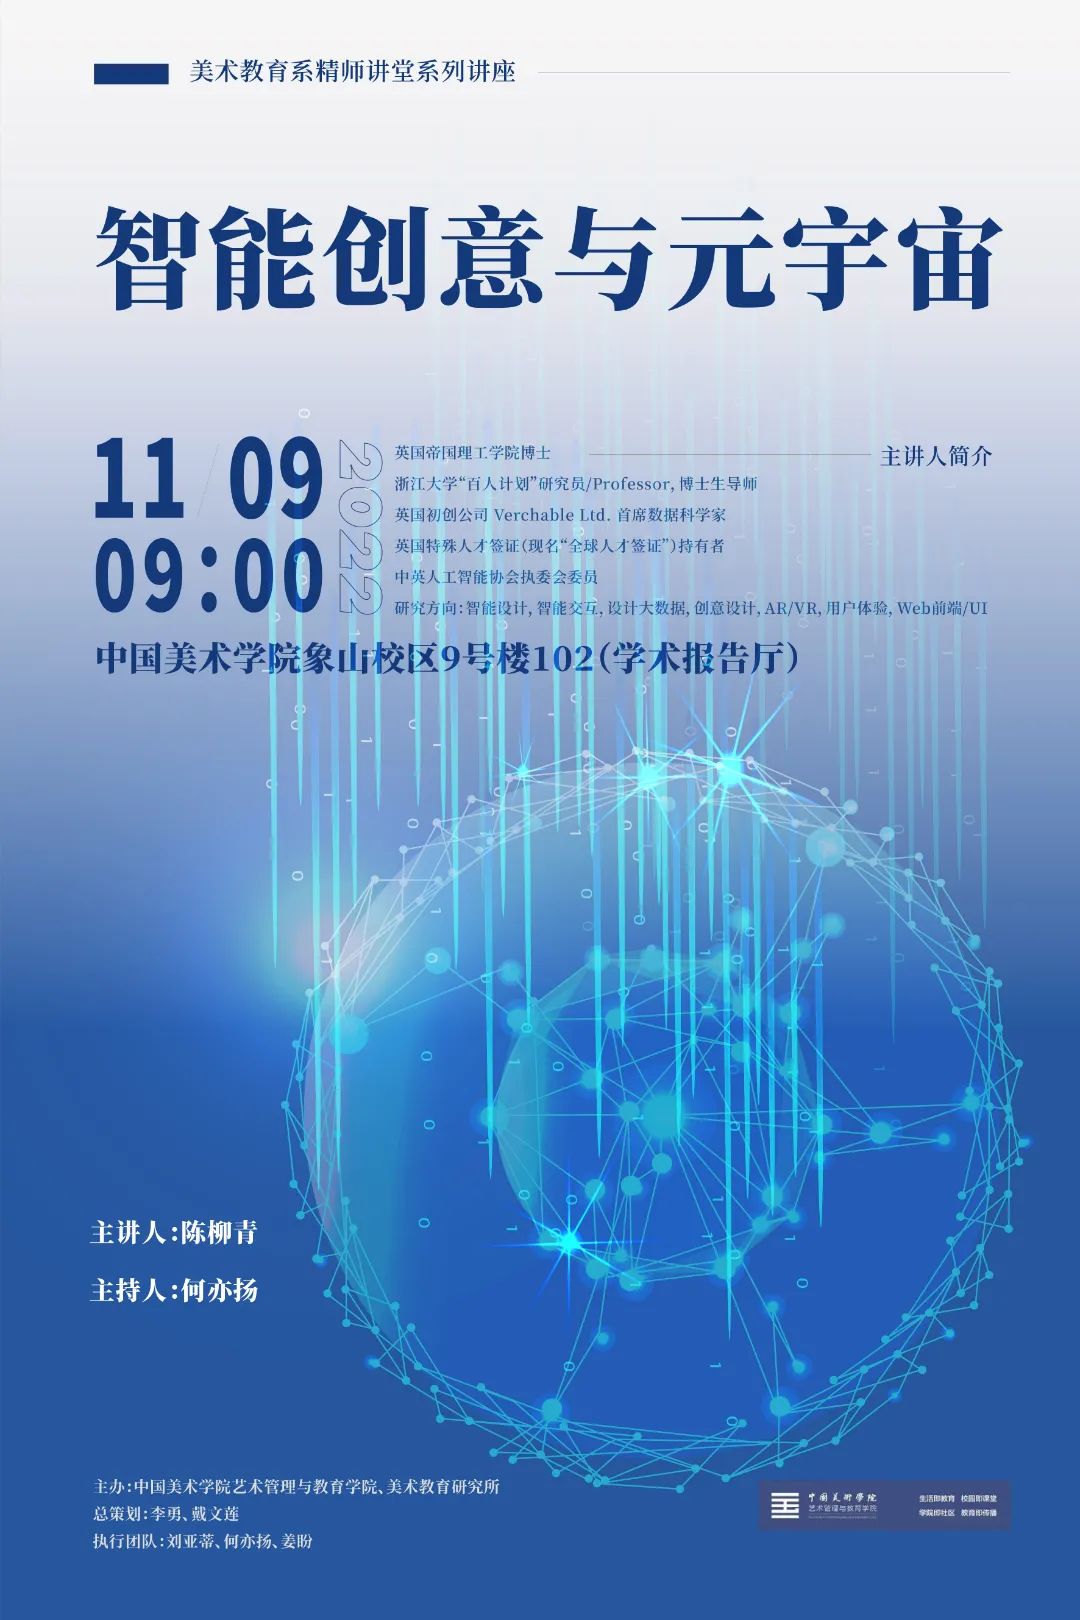 美术教育系精师讲堂系列讲座
智能创意与元宇宙
11/09
09:00
2022
主讲人简介
英国帝国理工学院博士
浙江大学“百人计划”研究员/Professor, 博士生导师
英国初创公司 Verchable Ltd. 首席数据科学家
英国特殊人才签证(现名“全球人才签证”)持有者
中英人工智能协会执委会委员
研究方向:智能设计, 智能交互, 设计大数据, 创意设计, AR/VR, 用户体验, Web前端/UI
中国美术学院象山校区9号楼102(学术报告厅)
主讲人:陈柳青
主持人:何亦扬
主办:中国美术学院艺术管理与教育学院、美术教育研究所
总策划:李勇、戴文莲
执行团队:刘亚蒂、何亦扬、姜盼
中国美術學院
艺术管理与教育学院
生活即教育 校园即课堂
学院即社区 教育即传播